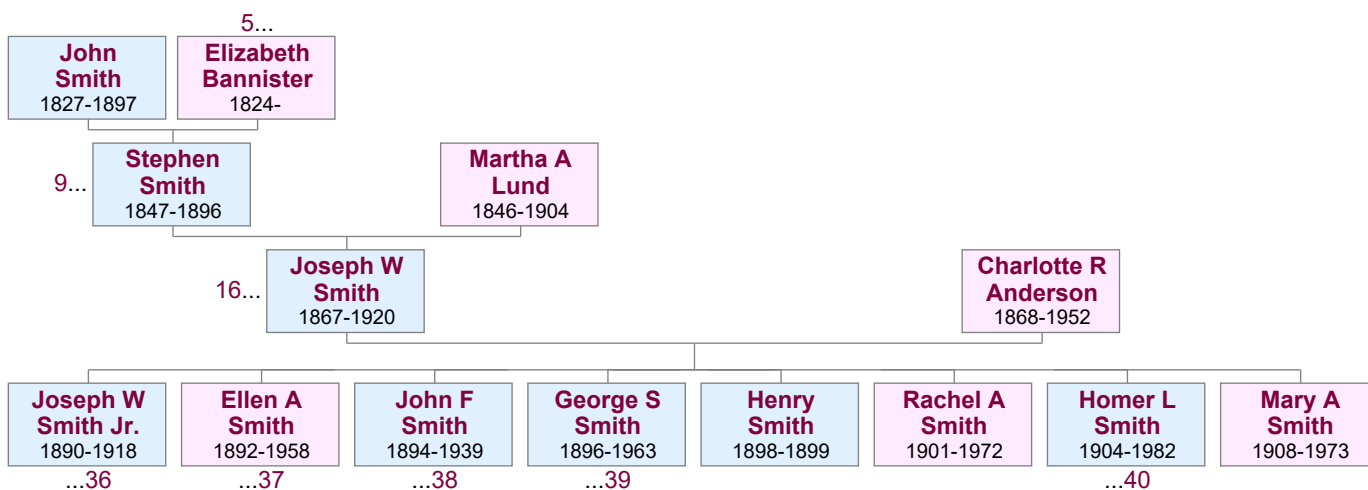 5...
John
Smith
1827-1897
Elizabeth
Bannister
1824-
9...
Stephen
Smith
1847-1896
Martha A
Lund
1846-1904
16...
Joseph W
Smith
1867-1920
Charlotte R
Anderson
1868-1952
Joseph W
Smith Jr.
1890-1918
...36
Ellen A
Smith
1892-1958
...37
John F
Smith
1894-1939
...38
George S
Smith
1896-1963
...39
Henry
Smith
1898-1899
Rachel A
Smith
1901-1972
Homer L
Smith
1904-1982
...40
Mary A
Smith
1908-1973